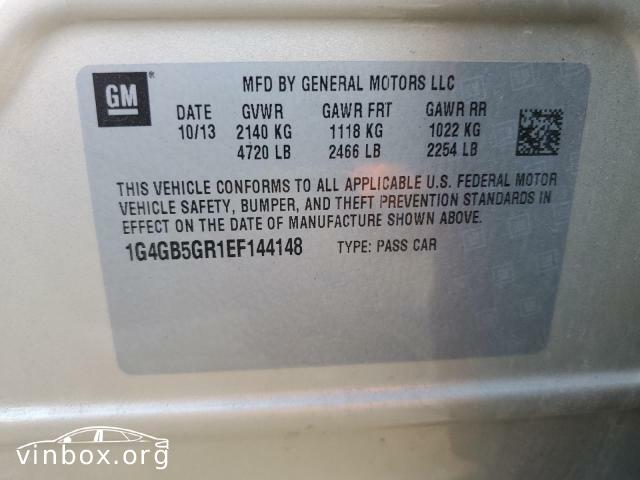 GM®
MFD BY GENERAL MOTORS LLC
DATE GVWR GAWR FRT GAWR RR
10/13 2140 KG 1118 KG 1022 KG
4720 LB 2466 LB 2254 LB
THIS VEHICLE CONFORMS TO ALL APPLICABLE U.S. FEDERAL MOTOR
VEHICLE SAFETY, BUMPER, AND THEFT PREVENTION STANDARDS IN
EFFECT ON THE DATE OF MANUFACTURE SHOWN ABOVE.
1G4GB5GR1EF144148 TYPE: PASS CAR
vinbox.org